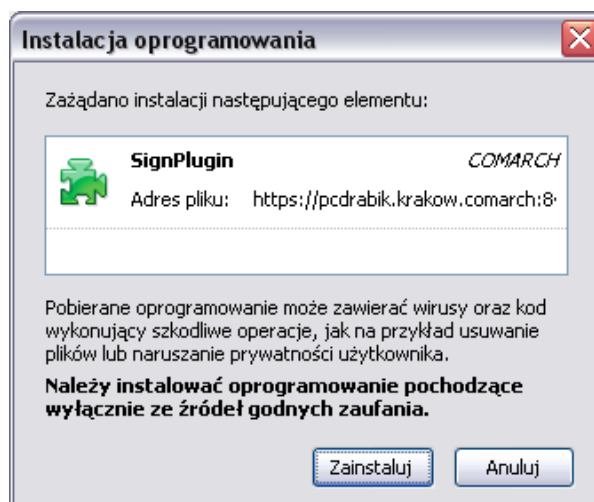 Instalacja oprogramowania
Zażądano instalacji następującego elementu:
SignPlugin COMARCH
Adres pliku: https://pcdrabik.krakow.comarch:8
Pobierane oprogramowanie może zawierać wirusy oraz kod
wykonujący szkodliwe operacje, jak na przykład usuwanie
plików lub naruszanie prywatności użytkownika.
Należy instalować oprogramowanie pochodzące
wyłącznie ze źródeł godnych zaufania.
Zainstaluj Anuluj